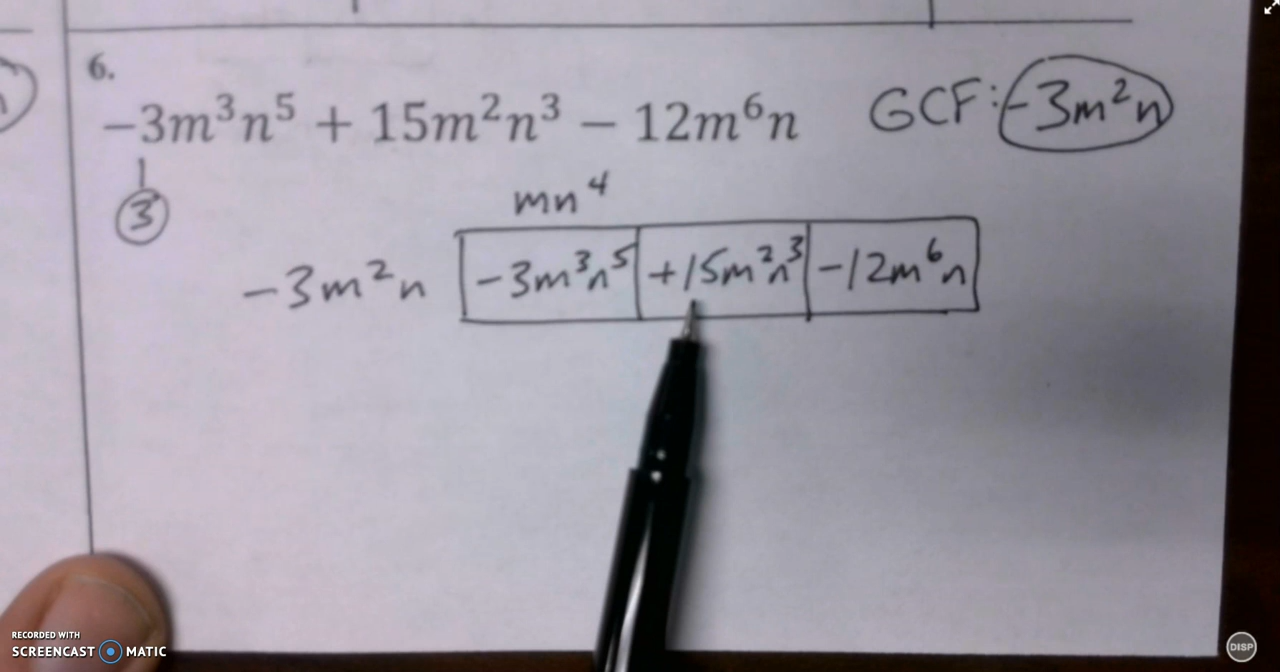 6.
−3m³n⁵ + 15m²n³ − 12m⁶n GCF: −3m²n
3
mn⁴
−3m²n −3m³n⁵ +15m²n³ −12m⁶n
RECORDED WITH
SCREENCAST MATIC
DISP